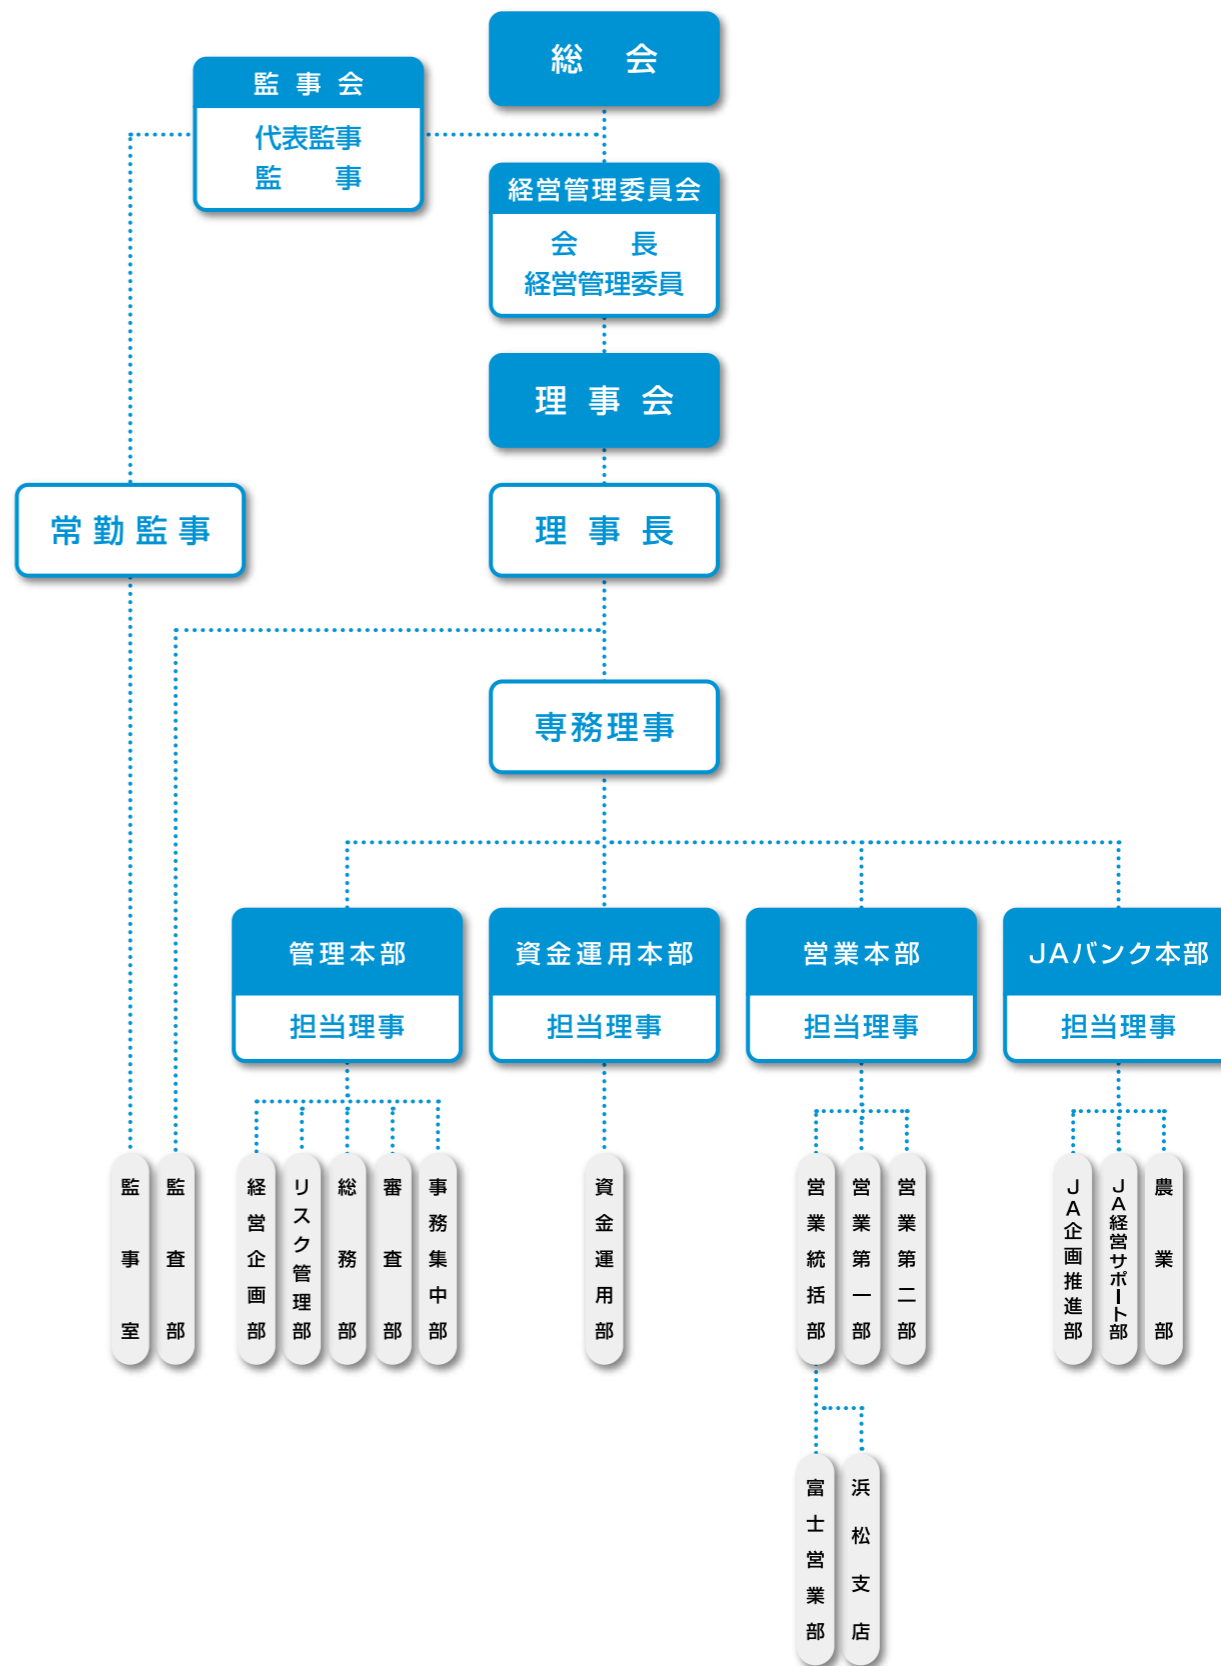 総　会
監事会
代表監事
監　事
経営管理委員会
会　長
経営管理委員
理事会
常勤監事
理事長
専務理事
管理本部
担当理事
資金運用本部
担当理事
営業本部
担当理事
JAバンク本部
担当理事
監事室
監査部
経営企画部
リスク管理部
総務部
審査部
事務集中部
資金運用部
営業統括部
営業第一部
営業第二部
JA企画推進部
JA経営サポート部
農業部
富士営業部
浜松支店